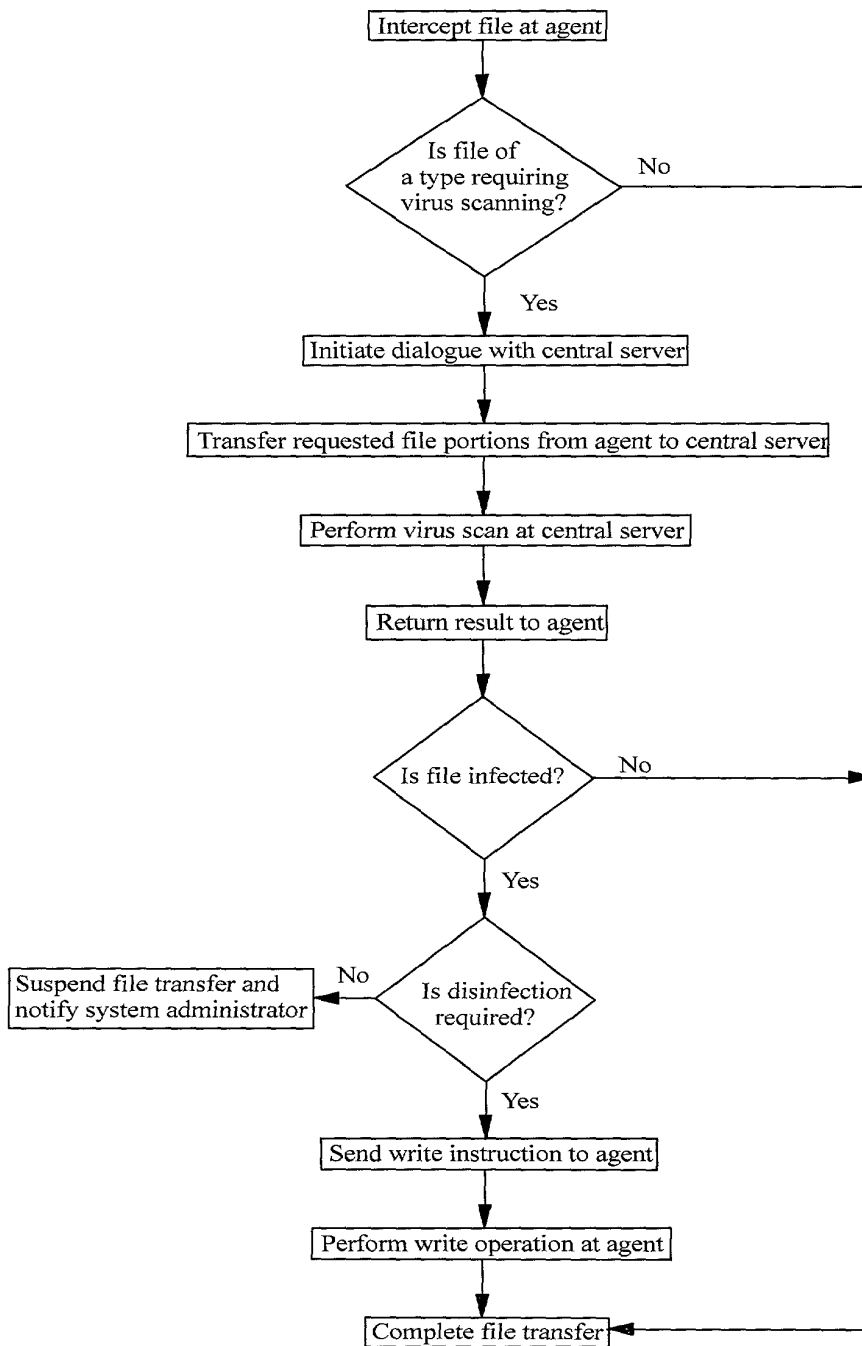 Intercept file at agent
Is file of
a type requiring
virus scanning?
No
Yes
Initiate dialogue with central server
Transfer requested file portions from agent to central server
Perform virus scan at central server
Return result to agent
Is file infected?
No
Yes
Suspend file transfer and
notify system administrator
No
Is disinfection
required?
Yes
Send write instruction to agent
Perform write operation at agent
Complete file transfer